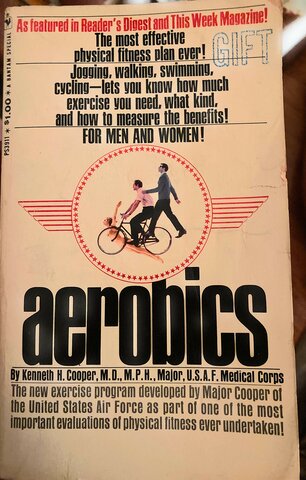 As featured in Reader's Digest and This Week Magazine!
GIFT
The most effective
physical fitness plan ever!
Jogging, walking, swimming,
cycling—lets you know how much
exercise you need, what kind,
and how to measure the benefits!
FOR MEN AND WOMEN!
PS3911 ★ $1.00 ★ A BANTAM SPECIAL
aerobics
By Kenneth H. Cooper, M.D., M.P.H., Major, U.S.A.F. Medical Corps
The new exercise program developed by Major Cooper of
the United States Air Force as part of one of the most
important evaluations of physical fitness ever undertaken!